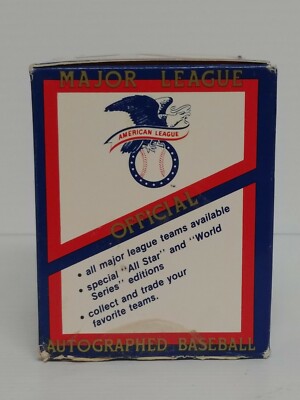 MAJOR LEAGUE
AMERICAN LEAGUE
TM
OFFICIAL
• all major league teams available
• special "All Star" and "World
Series" editions
• collect and trade your
favorite teams.
AUTOGRAPHED BASEBALL